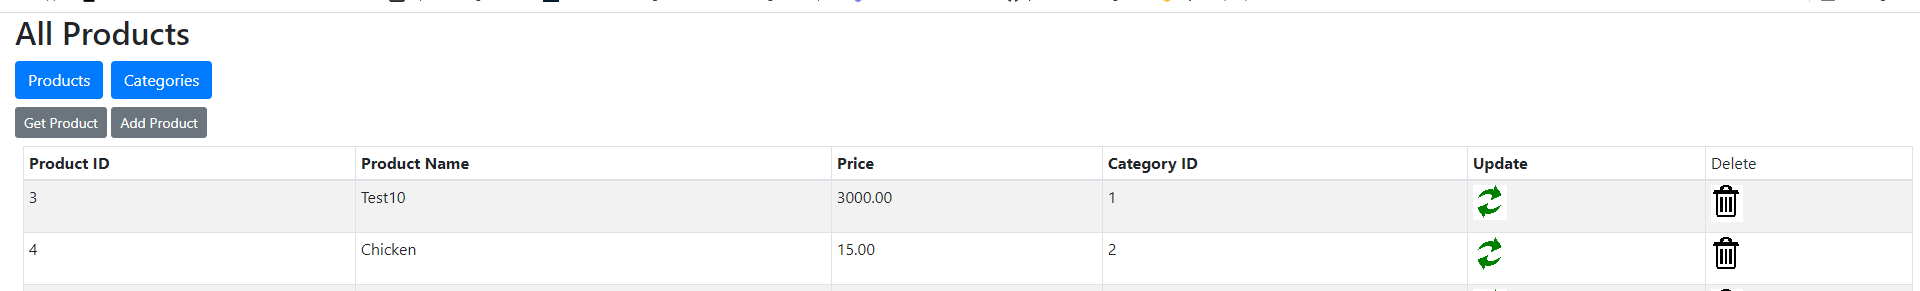 All Products
Products Categories
Get Product Add Product
Product ID Product Name Price Category ID Update Delete
3 Test10 3000.00 1
4 Chicken 15.00 2